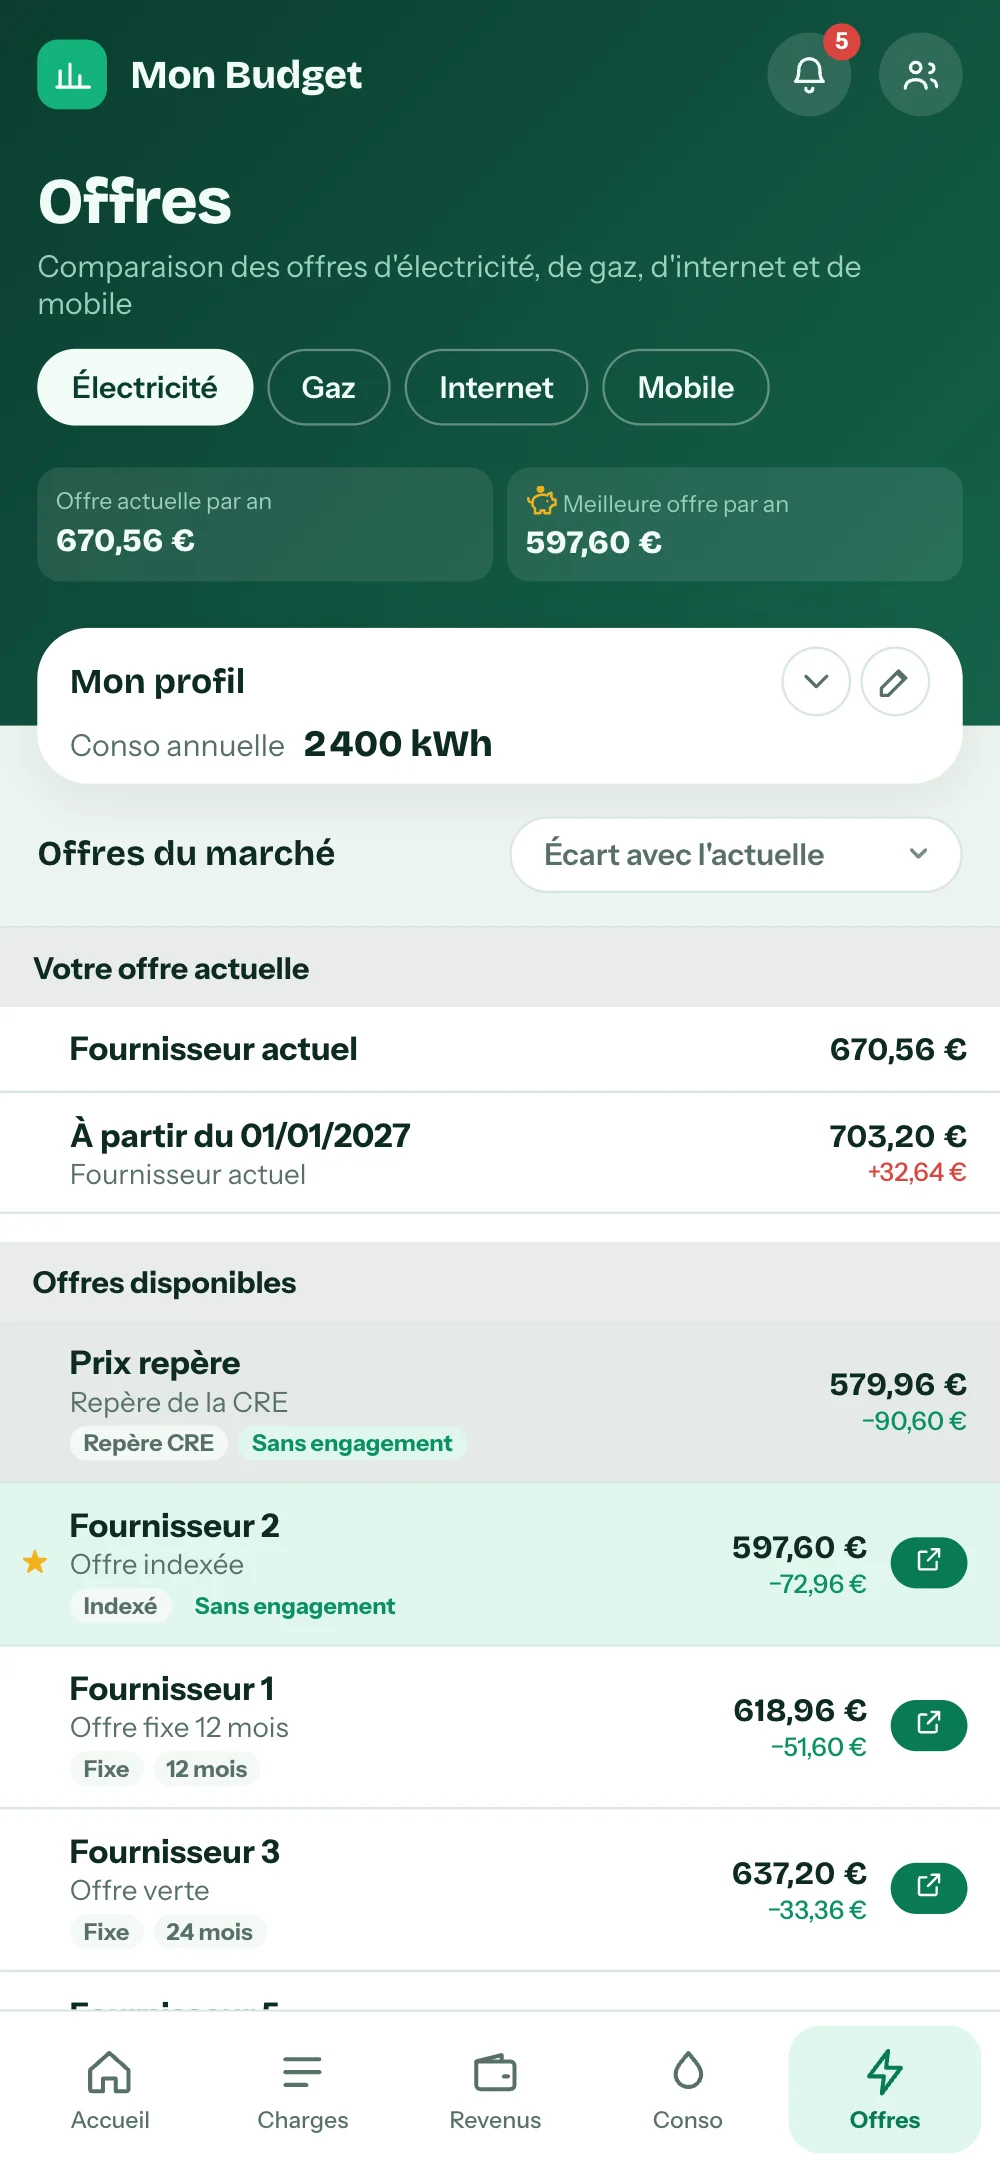 Mon Budget
5
Offres
Comparaison des offres d'électricité, de gaz, d'internet et de
mobile
Électricité Gaz Internet Mobile
Offre actuelle par an
670,56 €
Meilleure offre par an
597,60 €
Mon profil
Conso annuelle 2 400 kWh
Offres du marché
Écart avec l'actuelle
Votre offre actuelle
Fournisseur actuel
670,56 €
À partir du 01/01/2027
Fournisseur actuel
703,20 €
+32,64 €
Offres disponibles
Prix repère
Repère de la CRE
Repère CRE Sans engagement
579,96 €
−90,60 €
Fournisseur 2
Offre indexée
Indexé Sans engagement
597,60 €
−72,96 €
Fournisseur 1
Offre fixe 12 mois
Fixe 12 mois
618,96 €
−51,60 €
Fournisseur 3
Offre verte
Fixe 24 mois
637,20 €
−33,36 €
Accueil Charges Revenus Conso Offres